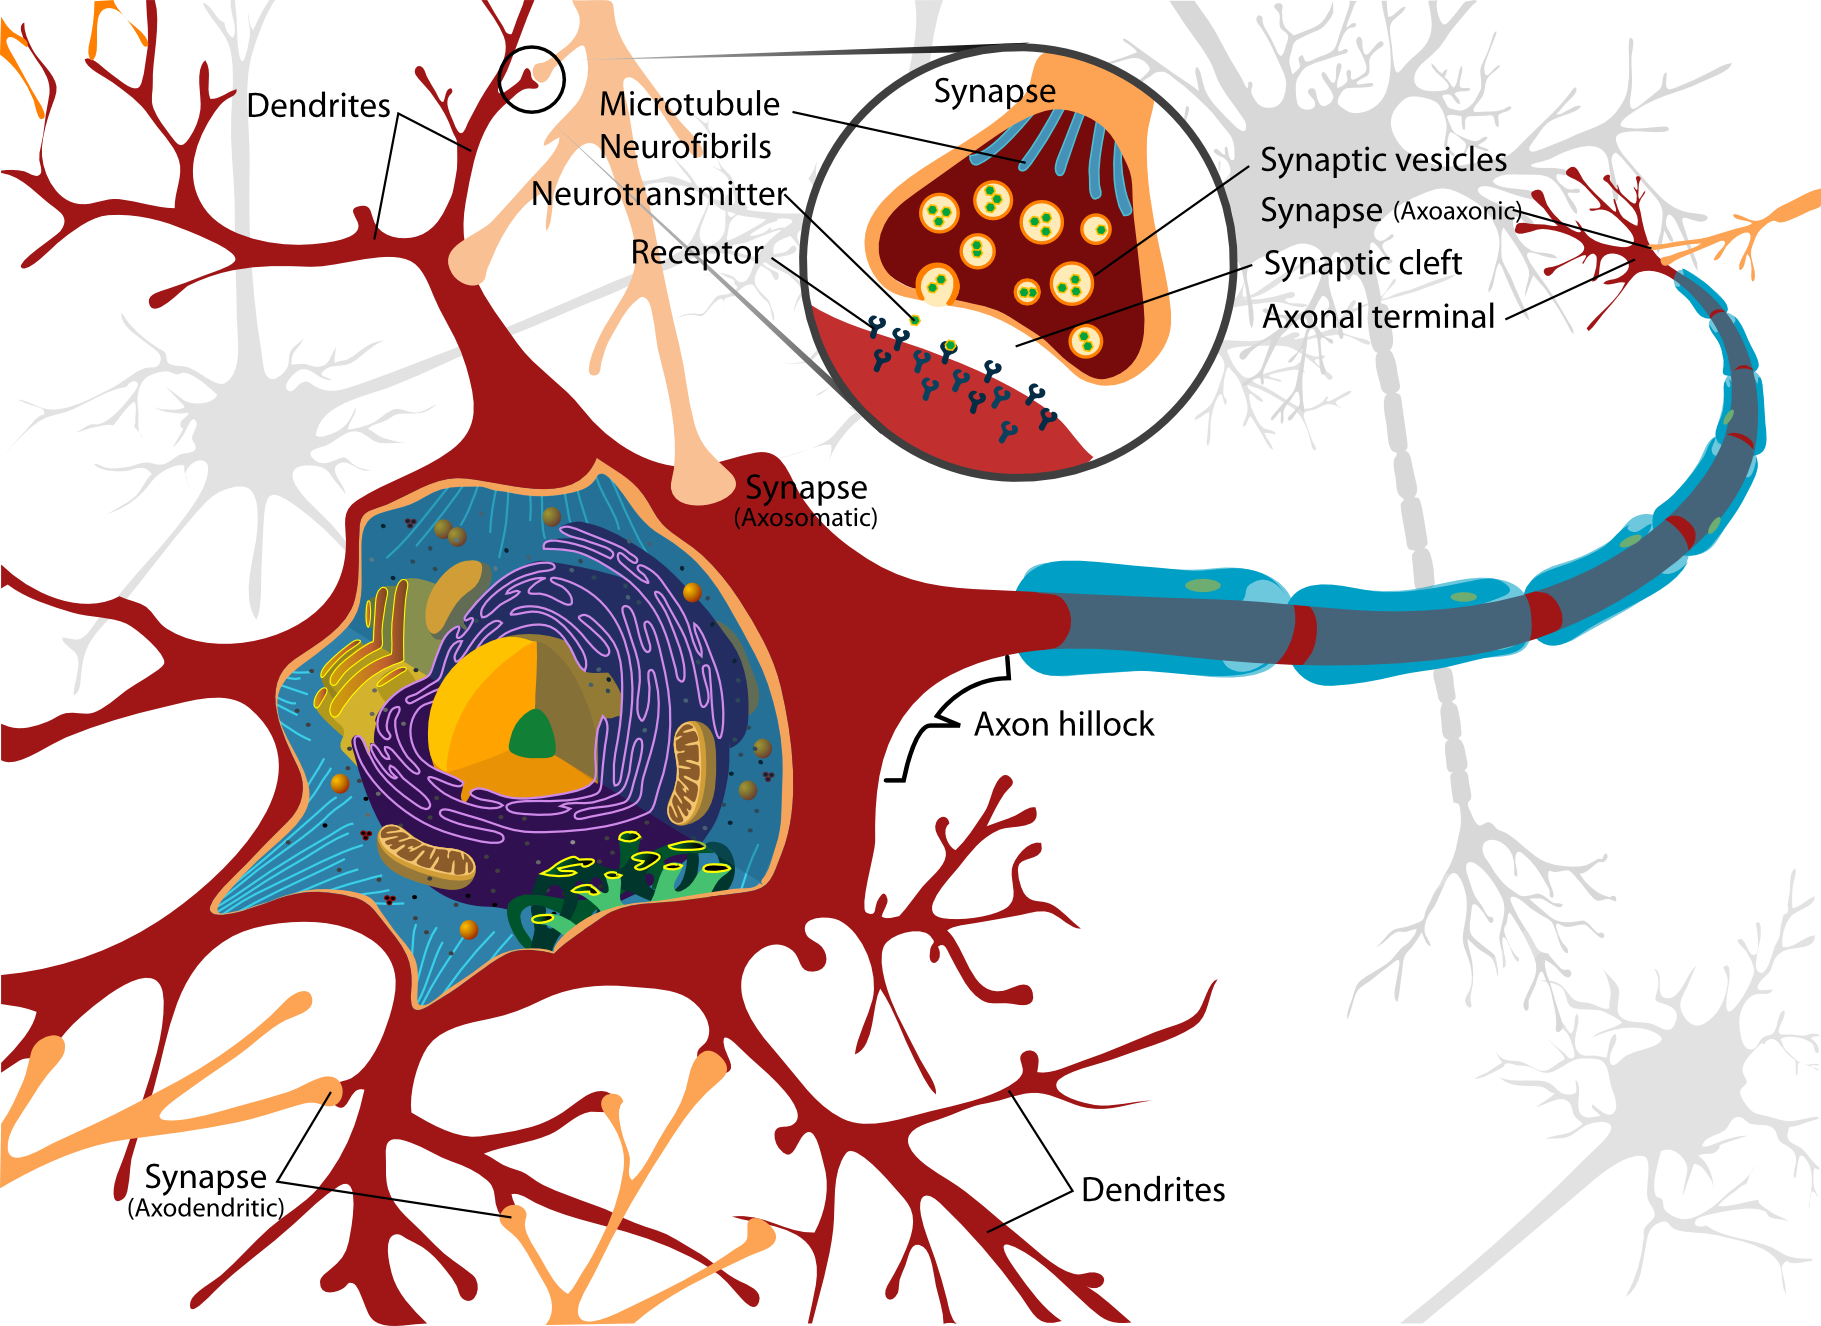 Dendrites
Microtubule
Neurofibrils
Neurotransmitter
Receptor
Synapse
Synaptic vesicles
Synapse (Axoaxonic)
Synaptic cleft
Axonal terminal
Synapse
(Axosomatic)
Axon hillock
Synapse
(Axodendritic)
Dendrites